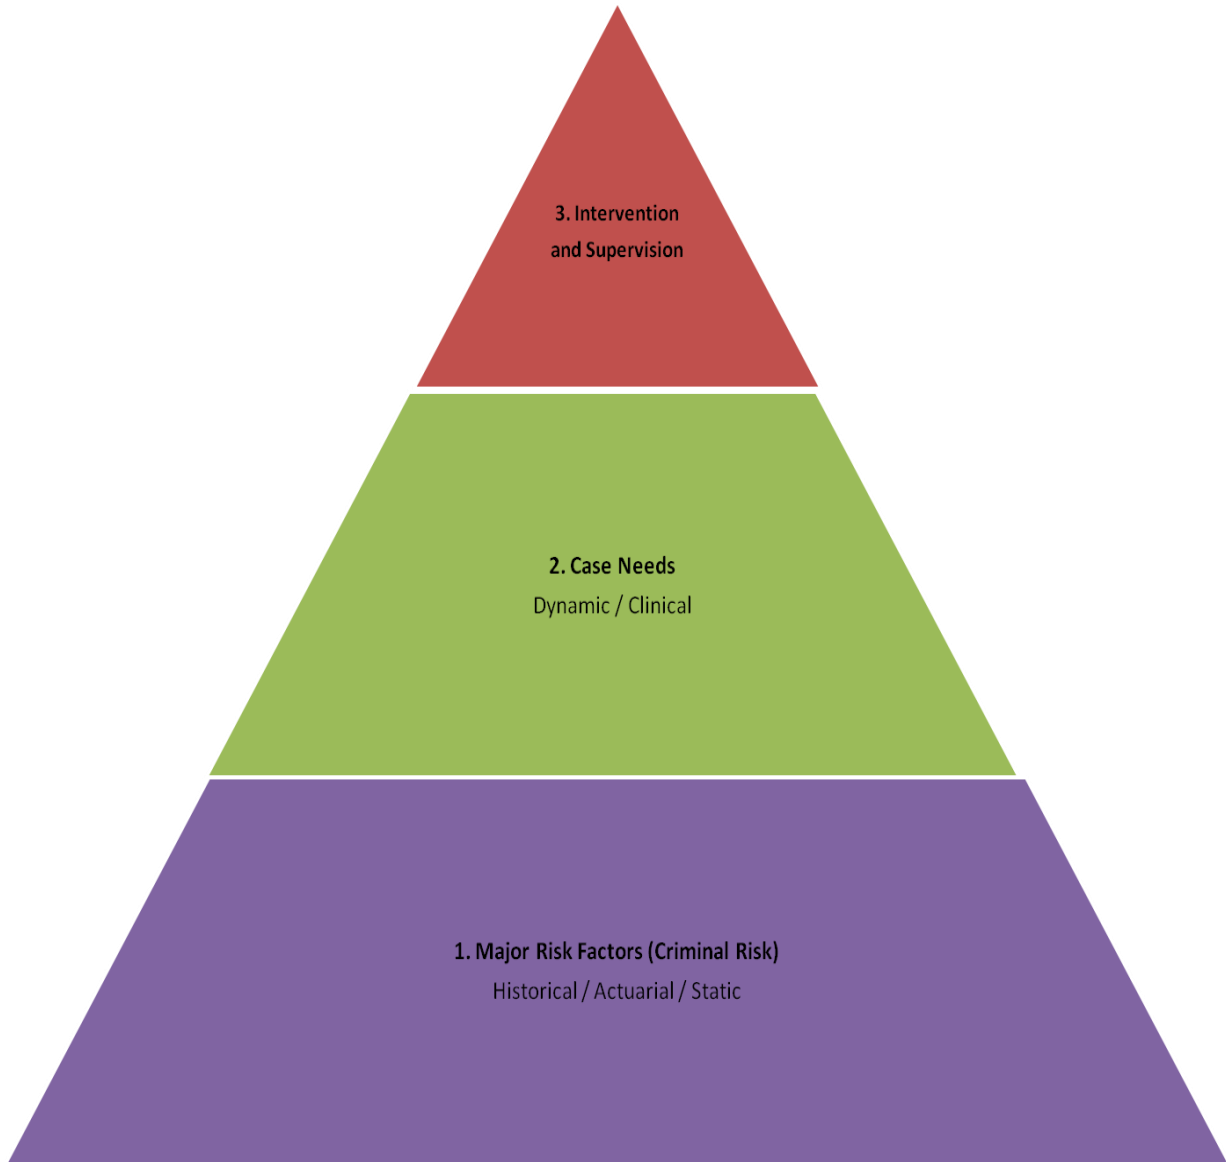 3. Intervention
and Supervision
2. Case Needs
Dynamic / Clinical
1. Major Risk Factors (Criminal Risk)
Historical / Actuarial / Static